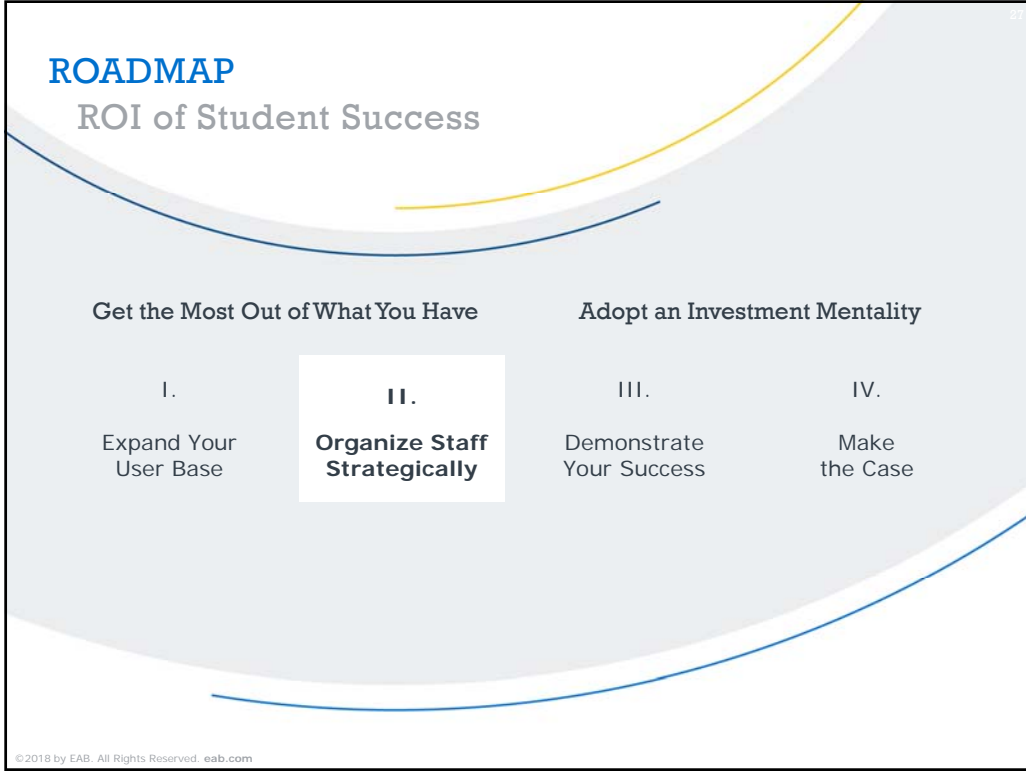 27
ROADMAP
ROI of Student Success
Get the Most Out of What You Have
Adopt an Investment Mentality
I.
Expand Your
User Base
II.
Organize Staff
Strategically
III.
Demonstrate
Your Success
IV.
Make
the Case
©2018 by EAB. All Rights Reserved. eab.com